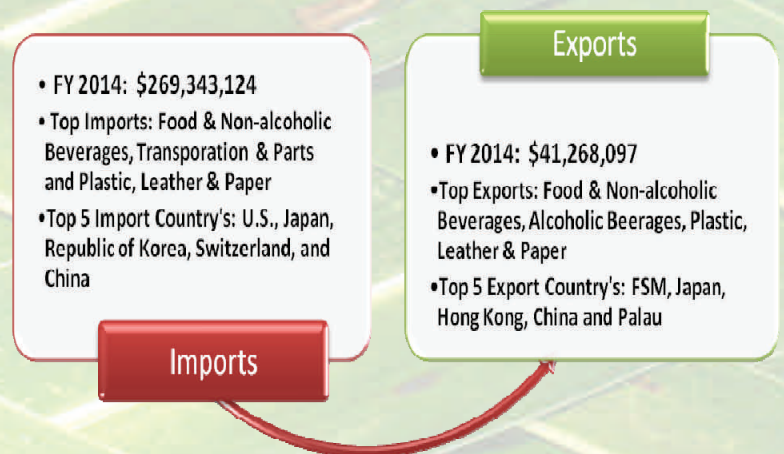 • FY 2014: $269,343,124
• Top Imports: Food & Non-alcoholic
Beverages, Transporation & Parts
and Plastic, Leather & Paper
•Top 5 Import Country's: U.S., Japan,
Republic of Korea, Switzerland, and
China
Imports
Exports
• FY 2014: $41,268,097
•Top Exports: Food & Non-alcoholic
Beverages, Alcoholic Beerages, Plastic,
Leather & Paper
•Top 5 Export Country's: FSM, Japan,
Hong Kong, China and Palau